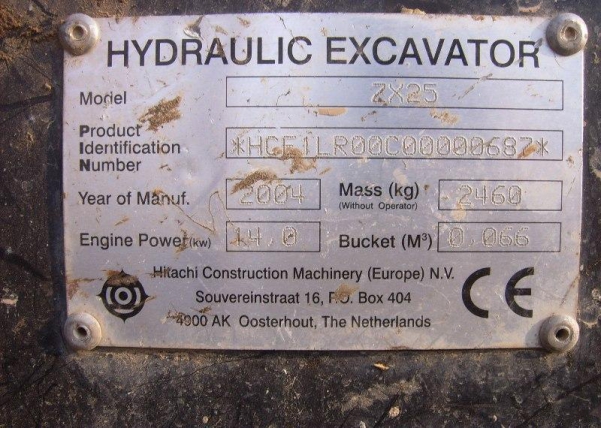 HYDRAULIC EXCAVATOR
Model ZX25
Product
Identification *HCF1LR00C00000687*
Number
Year of Manuf. 2004 Mass (kg) 2460
(Without Operator)
Engine Power(KW) 14,0 Bucket (M³) 0,066
Hitachi Construction Machinery (Europe) N.V.
Souvereinstraat 16, P.O. Box 404
4900 AK Oosterhout, The Netherlands
CE